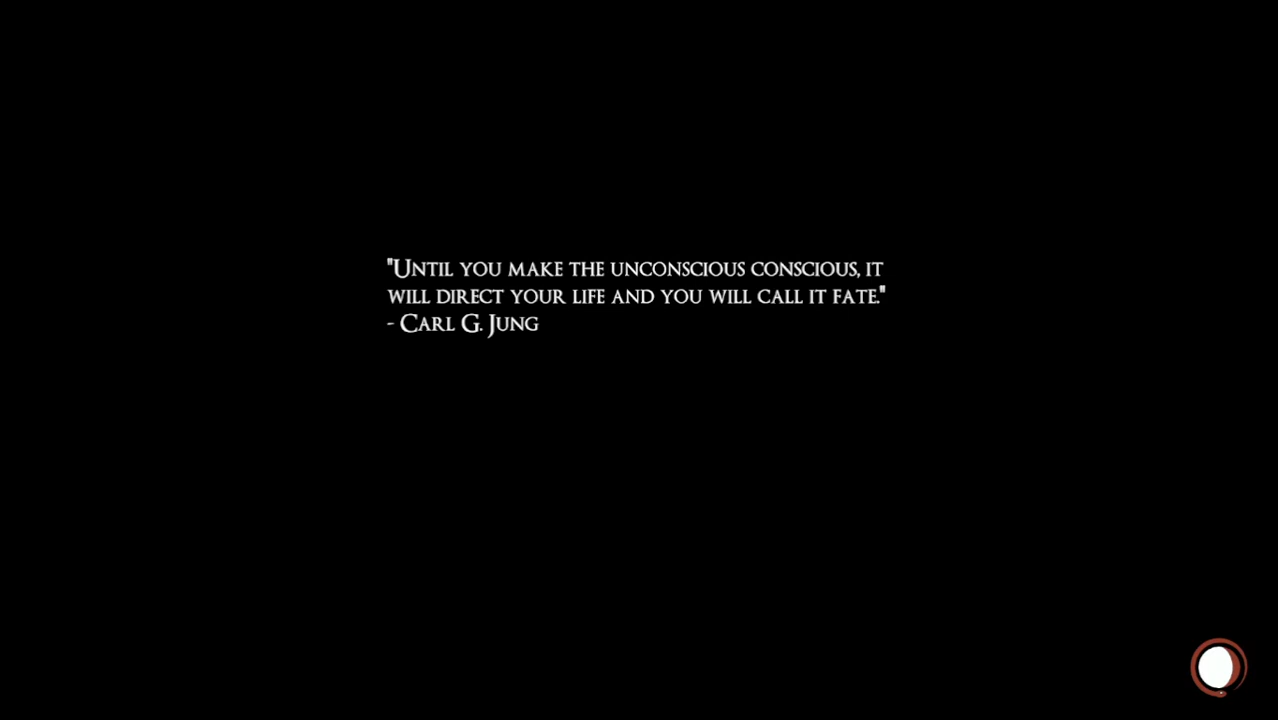 "Until you make the unconscious conscious, it
will direct your life and you will call it fate."
- Carl G. Jung